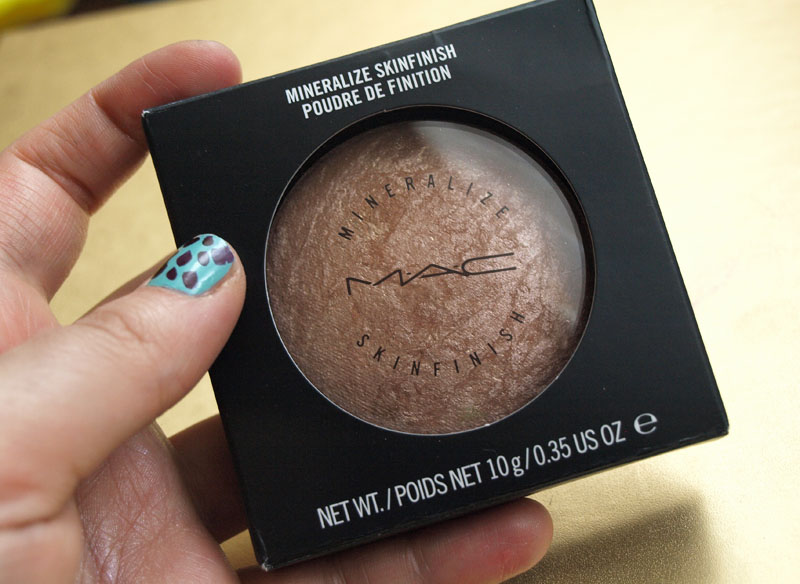 MINERALIZE SKINFINISH
POUDRE DE FINITION
MINERALIZE
MAC
SKINFINISH
NET WT./POIDS NET 10g/0.35 US OZ ℮